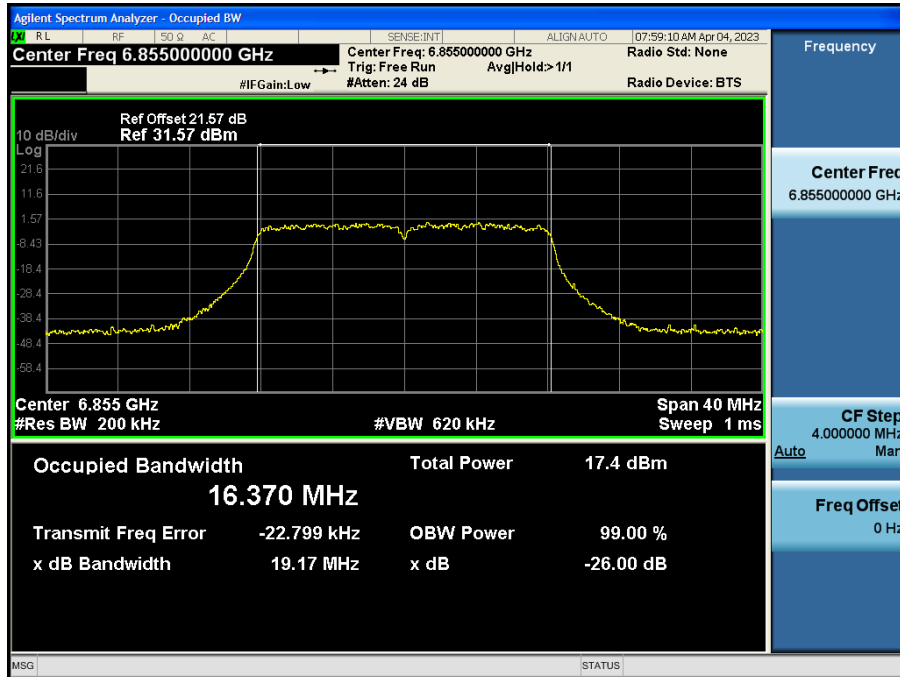 Agilent Spectrum Analyzer - Occupied BW
LXI RL RF 50 Ω AC SENSE:INT ALIGN AUTO 07:59:10 AM Apr 04, 2023
Center Freq 6.855000000 GHz
Center Freq: 6.855000000 GHz
Radio Std: None
Trig: Free Run Avg|Hold:>1/1
#IFGain:Low
#Atten: 24 dB
Radio Device: BTS
Ref Offset 21.57 dB
10 dB/div Ref 31.57 dBm
Log
21.6
11.6
1.57
-8.43
-18.4
-28.4
-38.4
-48.4
-58.4
Center 6.855 GHz Span 40 MHz
#Res BW 200 kHz #VBW 620 kHz Sweep 1 ms
Occupied Bandwidth Total Power 17.4 dBm
16.370 MHz
Transmit Freq Error -22.799 kHz OBW Power 99.00 %
x dB Bandwidth 19.17 MHz x dB -26.00 dB
MSG STATUS
Frequency
Center Freq
6.855000000 GHz
CF Step
4.000000 MHz
Auto Man
Freq Offset
0 Hz